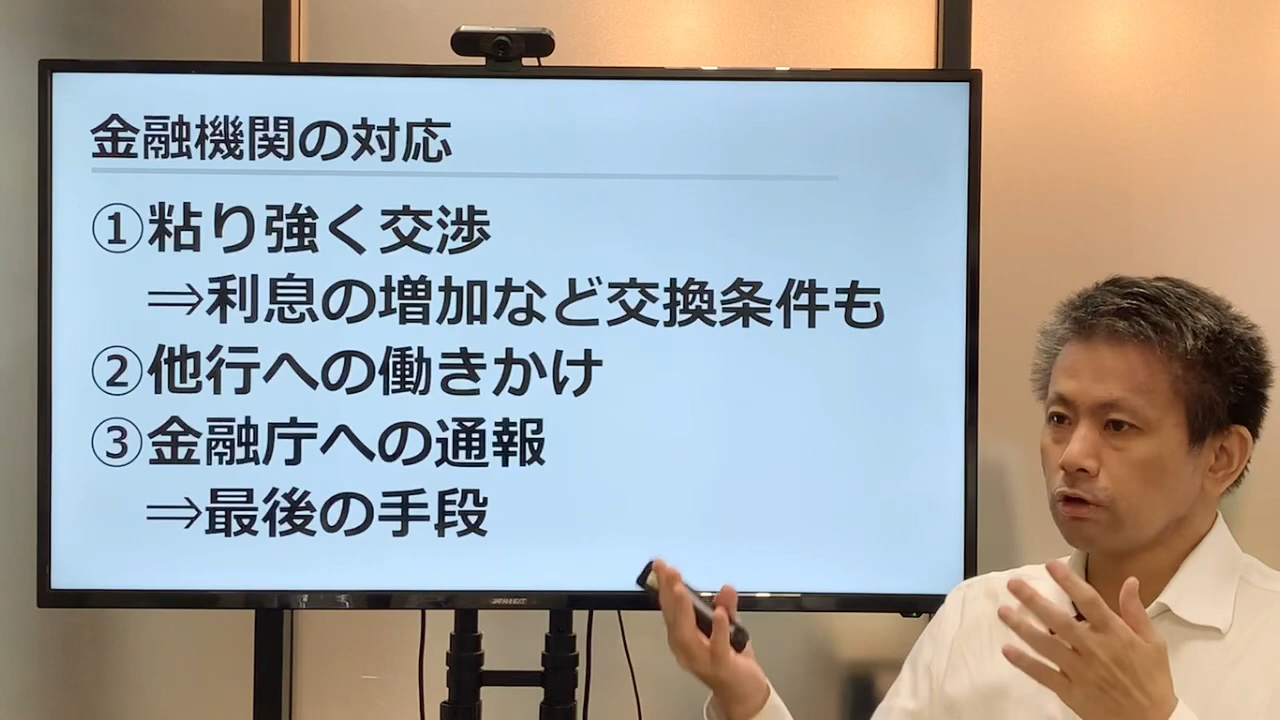 金融機関の対応
①粘り強く交渉
⇒利息の増加など交換条件も
②他行への働きかけ
③金融庁への通報
⇒最後の手段
JAPANNEXT